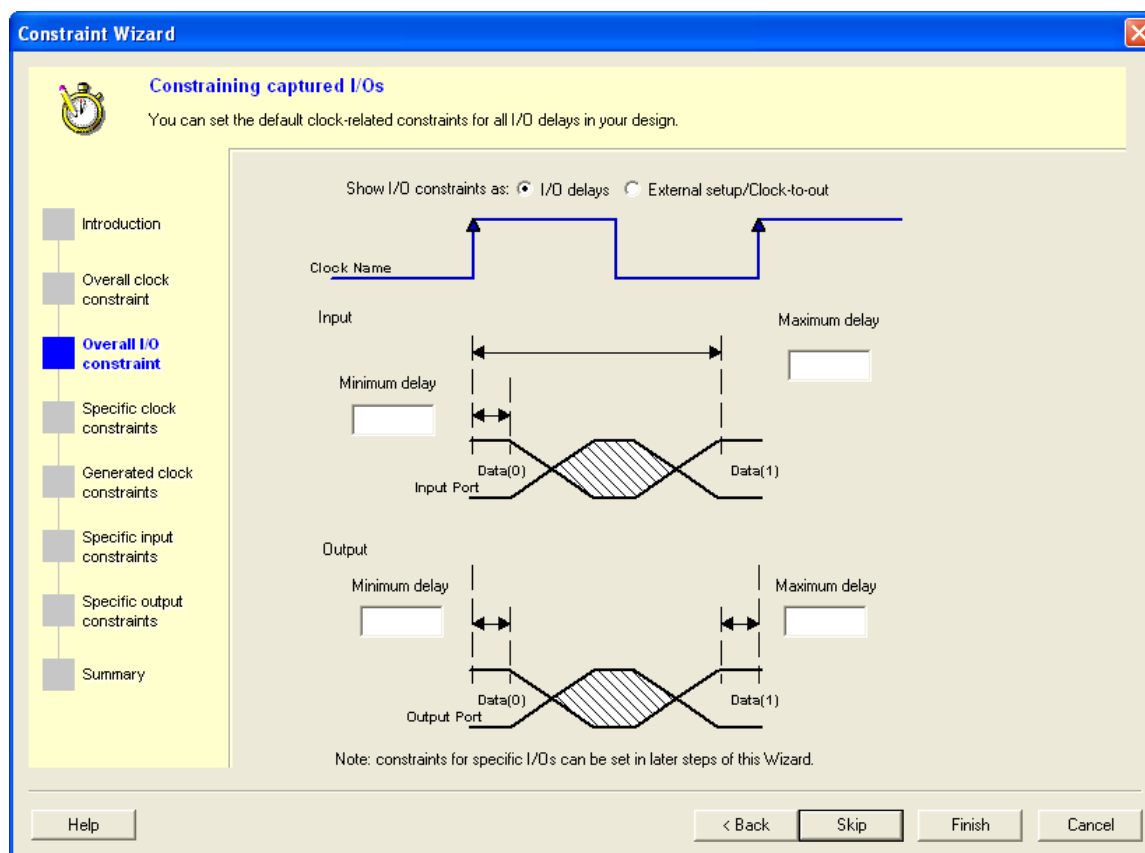 Constraint Wizard
Constraining captured I/Os
You can set the default clock-related constraints for all I/O delays in your design.
Introduction
Overall clock
constraint
Overall I/O
constraint
Specific clock
constraints
Generated clock
constraints
Specific input
constraints
Specific output
constraints
Summary
Show I/O constraints as: I/O delays External setup/Clock-to-out
Clock Name
Input
Maximum delay
Minimum delay
Data(0)
Data(1)
Input Port
Output
Minimum delay
Maximum delay
Data(0)
Data(1)
Output Port
Note: constraints for specific I/Os can be set in later steps of this Wizard.
Help
< Back
Skip
Finish
Cancel